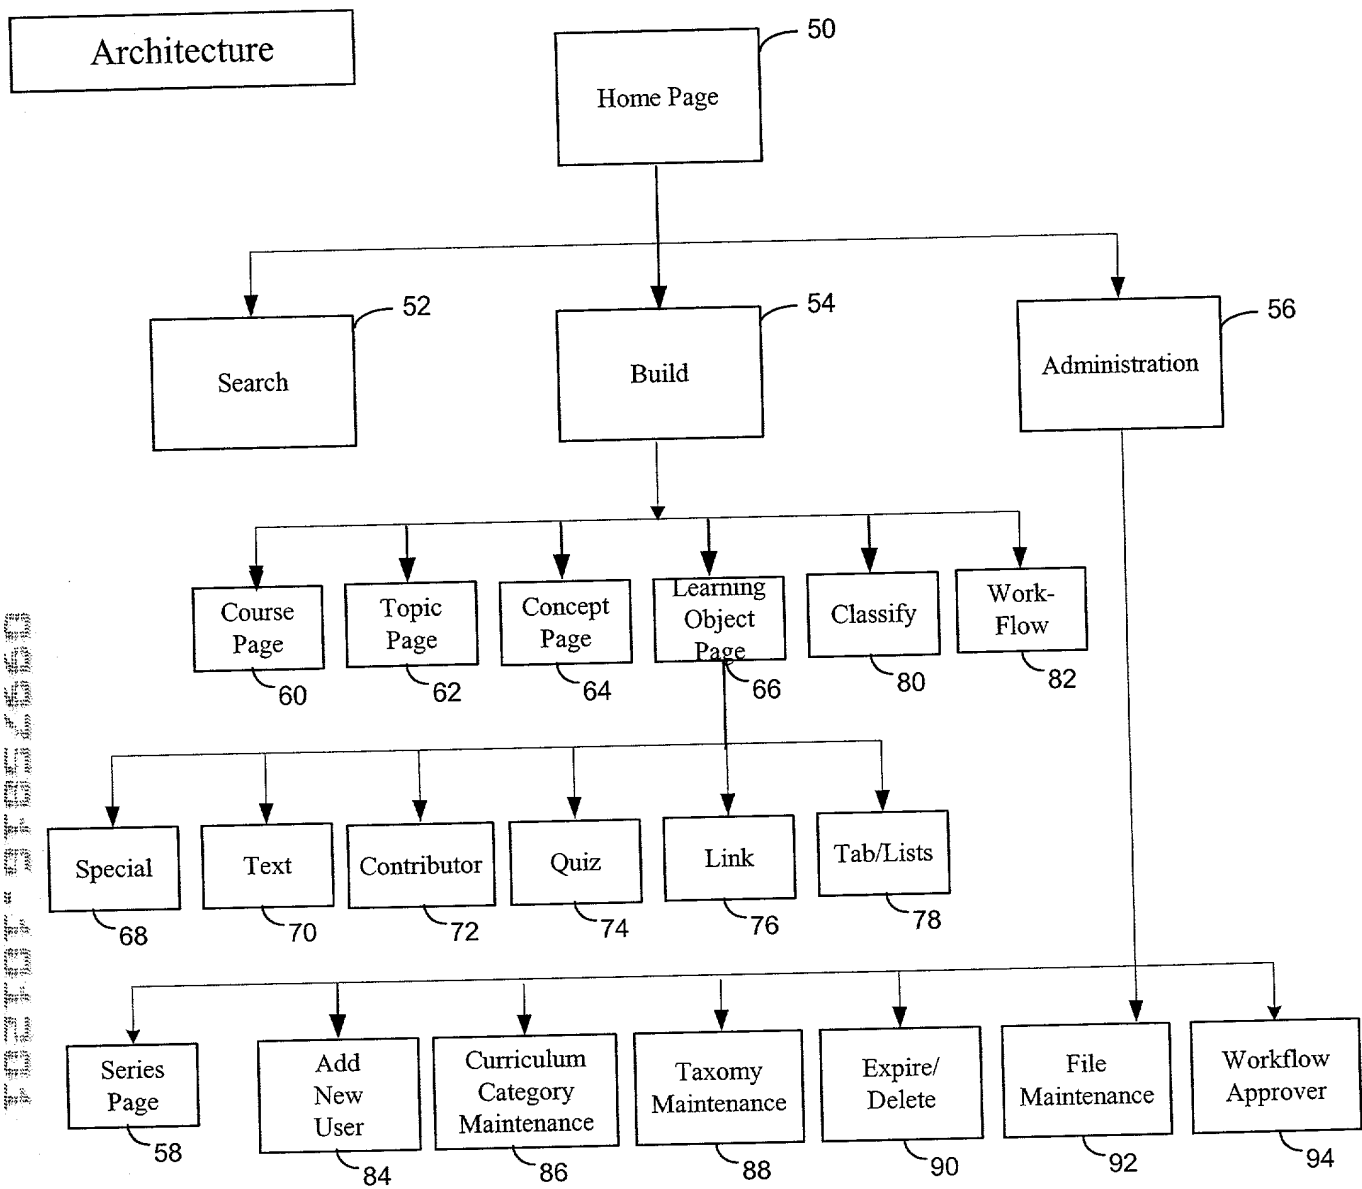 Architecture
50
Home Page
52
54
56
Search
Build
Administration
Course
Page
Topic
Page
Concept
Page
Learning
Object
Page
Classify
Work-
Flow
60
62
64
66
80
82
Special
Text
Contributor
Quiz
Link
Tab/Lists
68
70
72
74
76
78
Series
Page
Add
New
User
Curriculum
Category
Maintenance
Taxomy
Maintenance
Expire/
Delete
File
Maintenance
Workflow
Approver
58
84
86
88
90
92
94